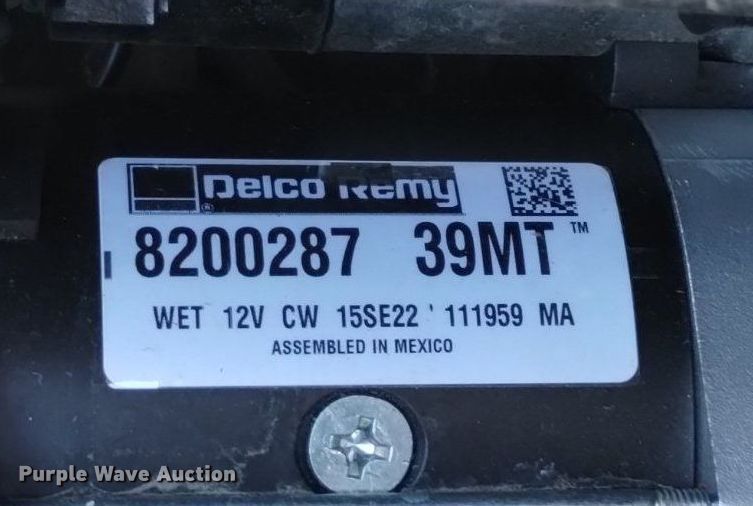 Delco Remy
®
8200287 39MT™
WET 12V CW 15SE22 ' 111959 MA
ASSEMBLED IN MEXICO
Purple Wave Auction